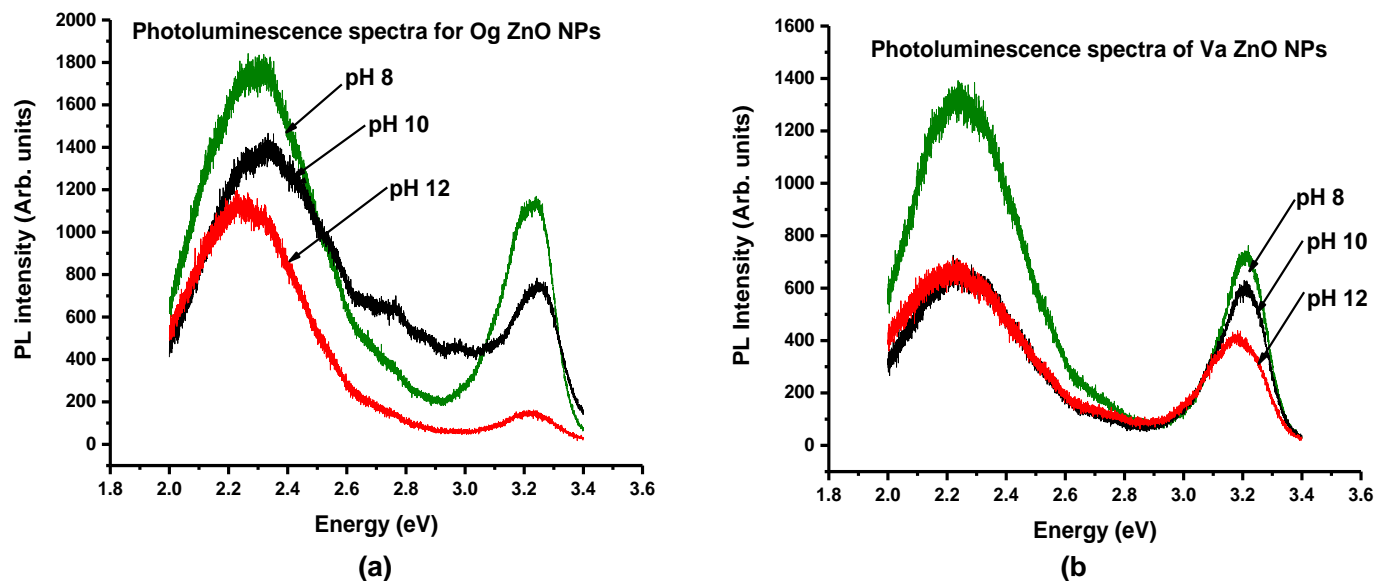 Photoluminescence spectra for Og ZnO NPs
PL intensity (Arb. units)
2000
1800
1600
1400
1200
1000
800
600
400
200
0
pH 8
pH 10
pH 12
1.8 2.0 2.2 2.4 2.6 2.8 3.0 3.2 3.4 3.6
Energy (eV)
(a)
Photoluminescence spectra of Va ZnO NPs
PL Intensity (Arb. units)
1600
1400
1200
1000
800
600
400
200
0
pH 8
pH 10
pH 12
1.8 2.0 2.2 2.4 2.6 2.8 3.0 3.2 3.4 3.6
Energy (eV)
(b